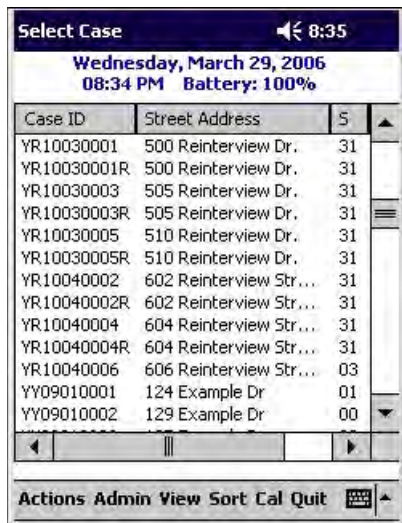 Select Case 8:35
Wednesday, March 29, 2006
08:34 PM Battery: 100%
Case ID Street Address S
YR10030001 500 Reinterview Dr. 31
YR10030001R 500 Reinterview Dr. 31
YR10030003 505 Reinterview Dr. 31
YR10030003R 505 Reinterview Dr. 31
YR10030005 510 Reinterview Dr. 31
YR10030005R 510 Reinterview Dr. 31
YR10040002 602 Reinterview Str... 31
YR10040002R 602 Reinterview Str... 31
YR10040004 604 Reinterview Str... 31
YR10040004R 604 Reinterview Str... 31
YR10040006 606 Reinterview Str... 03
YY09010001 124 Example Dr 01
YY09010002 129 Example Dr 00
Actions Admin View Sort Cal Quit